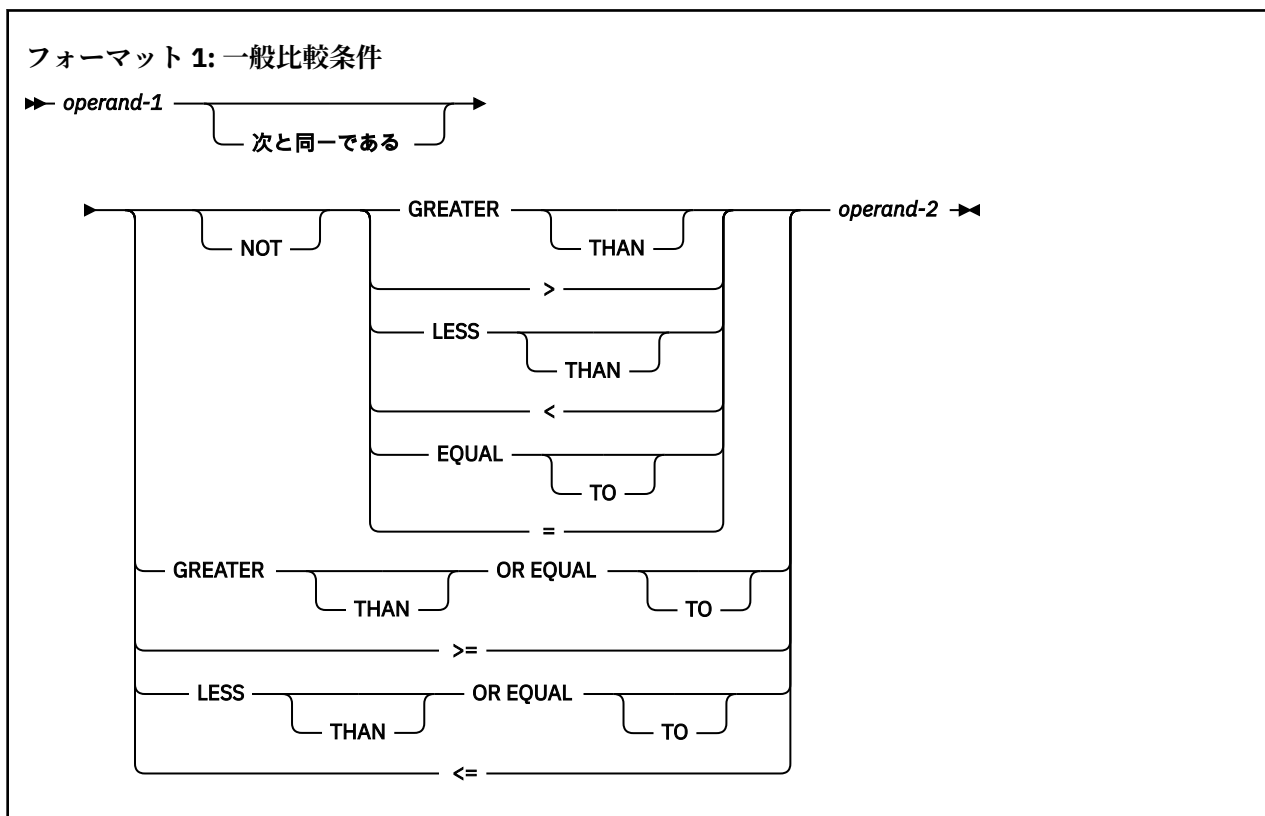 フォーマット 1: 一般比較条件
operand-1
次と同一である
GREATER operand-2
NOT THAN
>
LESS
THAN
<
EQUAL
TO
=
GREATER OR EQUAL
THAN TO
>=
LESS OR EQUAL
THAN TO
<=